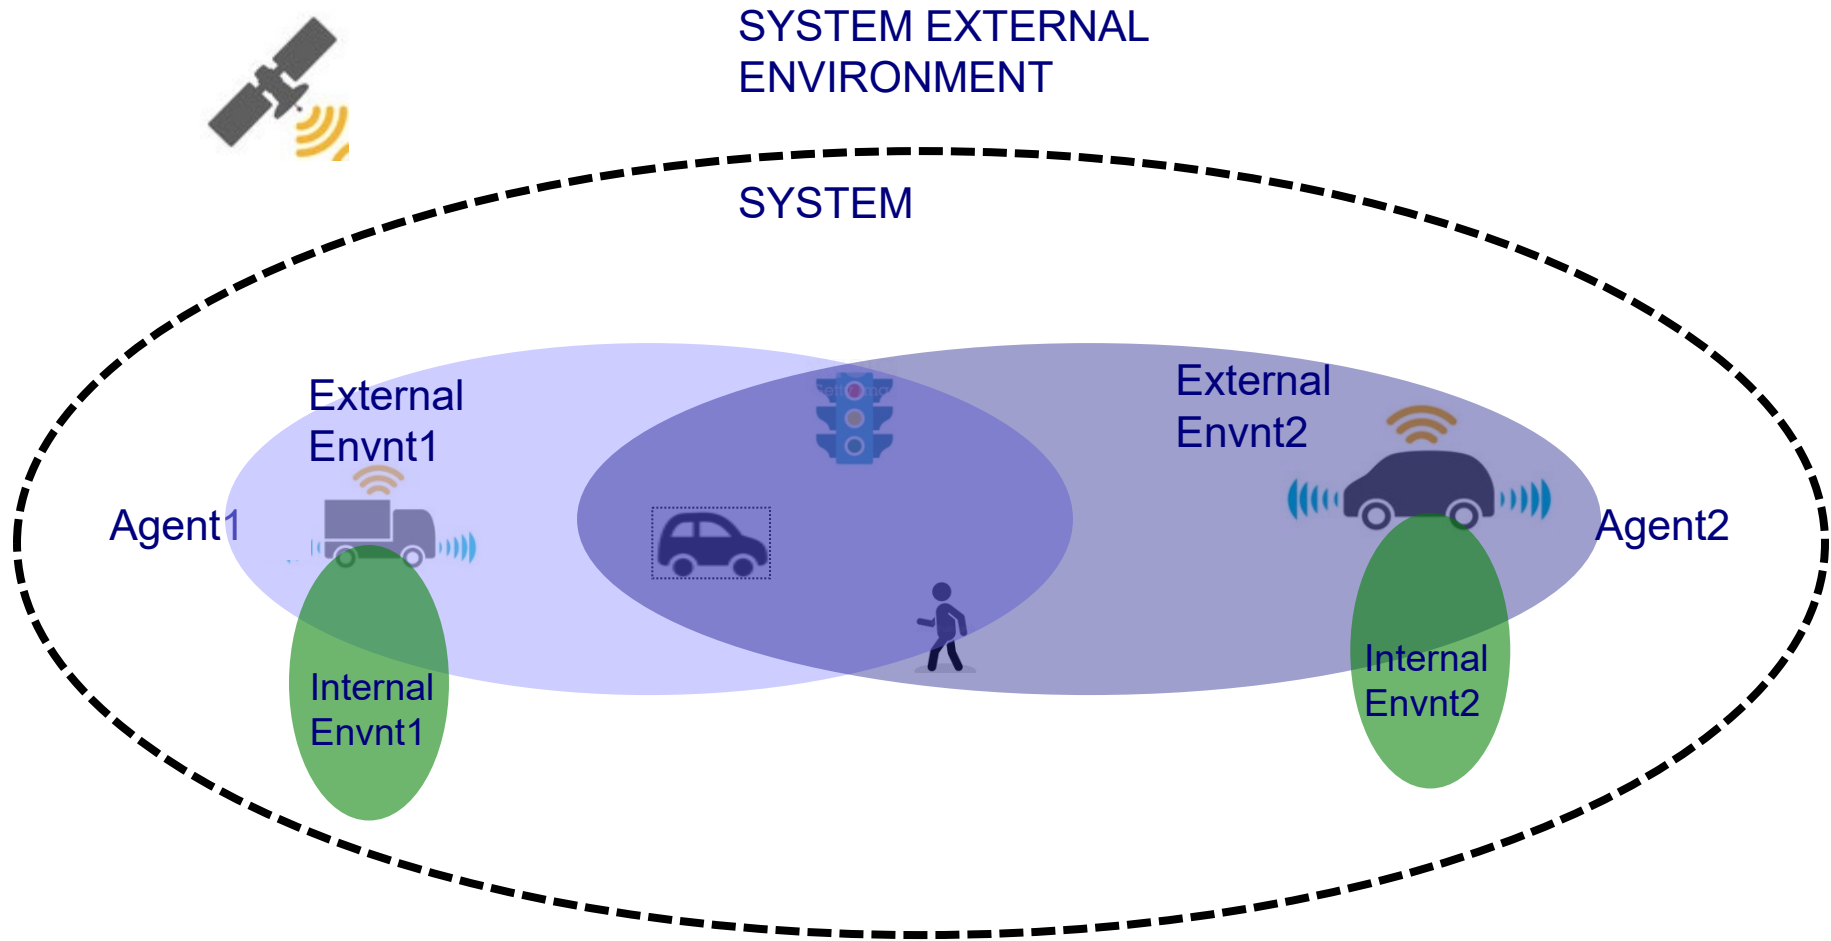 SYSTEM EXTERNAL
ENVIRONMENT
SYSTEM
External
Envnt1
External
Envnt2
Agent1
Agent2
Internal
Envnt1
Internal
Envnt2